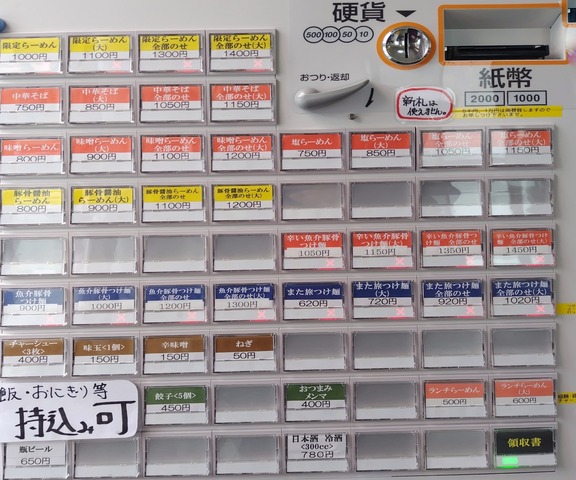 硬貨
500 100 50 10
おつり・返却
新札は
使えません。
紙幣
2000 1000
限定らーめん
1000円
限定らーめん
(大)
1100円
限定らーめん
全部のせ
1300円
限定らーめん
全部のせ(大)
1400円
中華そば
750円
中華そば
(大)
850円
中華そば
全部のせ
1050円
中華そば
全部のせ(大)
1150円
味噌らーめん
800円
味噌らーめん
(大)
900円
味噌らーめん
全部のせ
1100円
味噌らーめん
全部のせ(大)
1200円
塩らーめん
750円
塩らーめん
(大)
850円
塩らーめん
全部のせ
1050円
塩らーめん
全部のせ(大)
1150円
豚骨醤油
らーめん
800円
豚骨醤油
らーめん(大)
900円
豚骨醤油らーめん
全部のせ
1100円
豚骨醤油らーめん
全部のせ(大)
1200円
辛い魚介豚骨
つけ麺
1050円
辛い魚介豚骨
つけ麺(大)
1150円
辛い魚介豚骨つ
け麺 全部のせ
1350円
辛い魚介豚骨つけ
麺 全部のせ(大)
1450円
魚介豚骨
つけ麺
900円
魚介豚骨つけ麺
(大)
1000円
魚介豚骨つけ麺
全部のせ
1200円
魚介豚骨つけ麺
全部のせ(大)
1300円
また旅つけ麺
620円
また旅つけ麺
(大)
720円
また旅つけ麺
全部のせ
920円
また旅つけ麺
全部のせ(大)
1020円
チャーシュー
<3枚>
400円
味玉<1個>
150円
辛味噌
150円
ねぎ
50円
飯・おにぎり等
持込み可
餃子<5個>
450円
おつまみ
メンマ
400円
ランチらーめん
500円
ランチらーめん
(大)
600円
瓶ビール
650円
日本酒 冷酒
<300cc>
780円
領収書